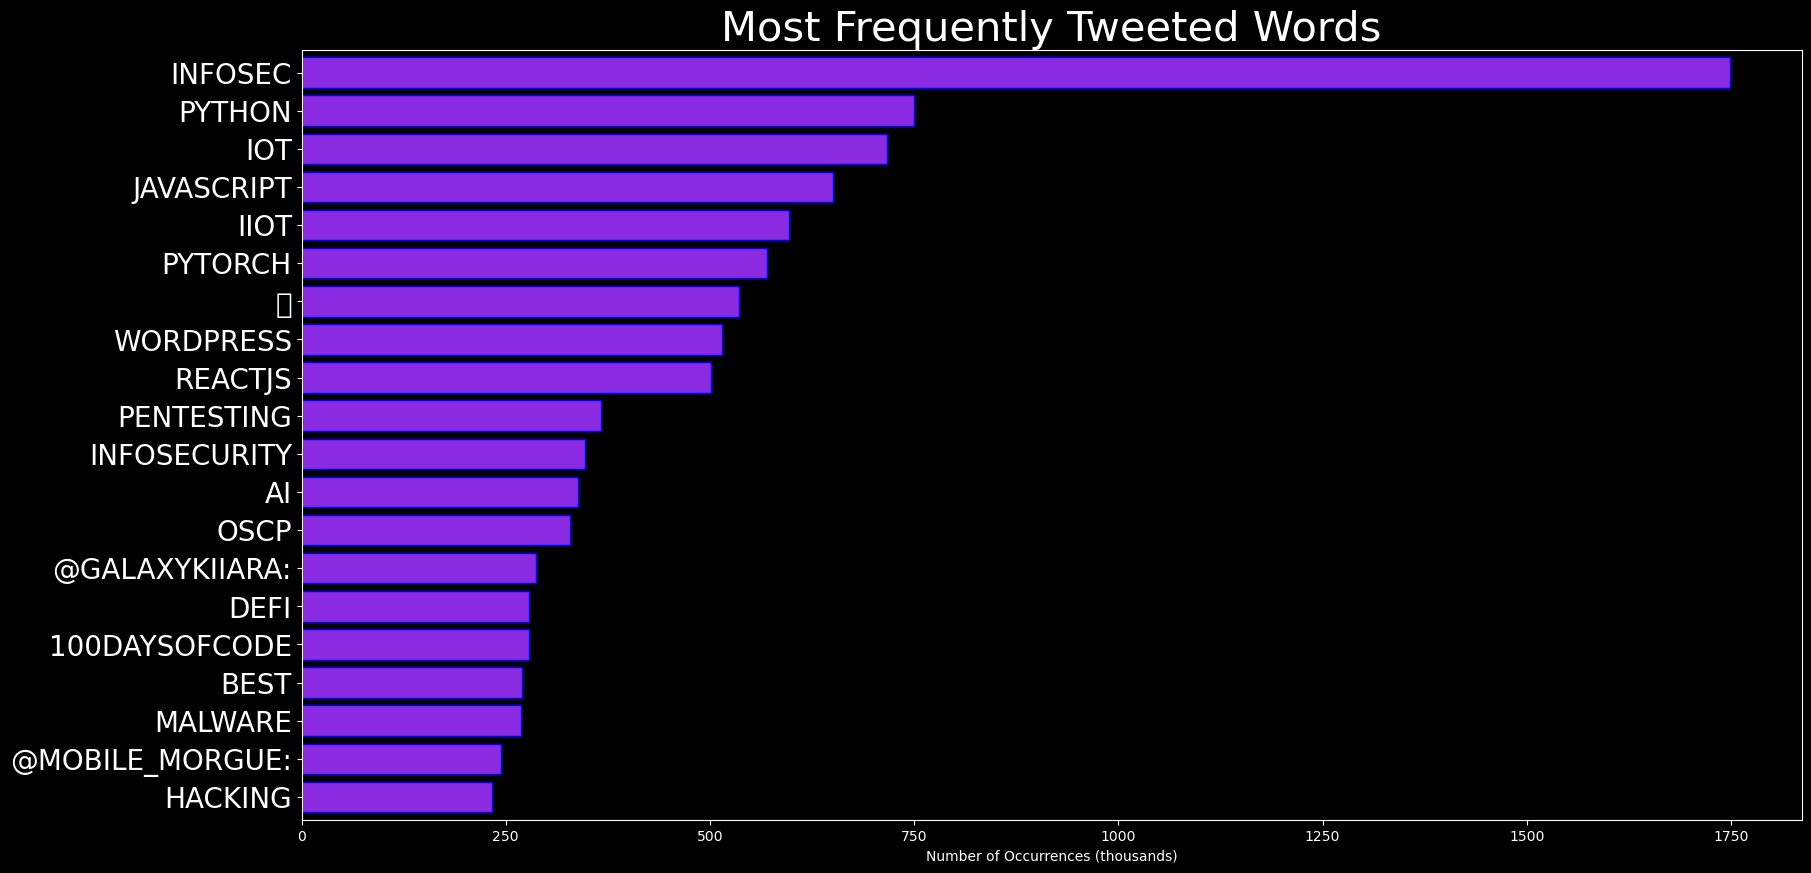 Most Frequently Tweeted Words
INFOSEC
PYTHON
IOT
JAVASCRIPT
IIOT
PYTORCH
WORDPRESS
REACTJS
PENTESTING
INFOSECURITY
AI
OSCP
@GALAXYKIIARA:
DEFI
100DAYSOFCODE
BEST
MALWARE
@MOBILE_MORGUE:
HACKING
0 250 500 750 1000 1250 1500 1750
Number of Occurrences (thousands)